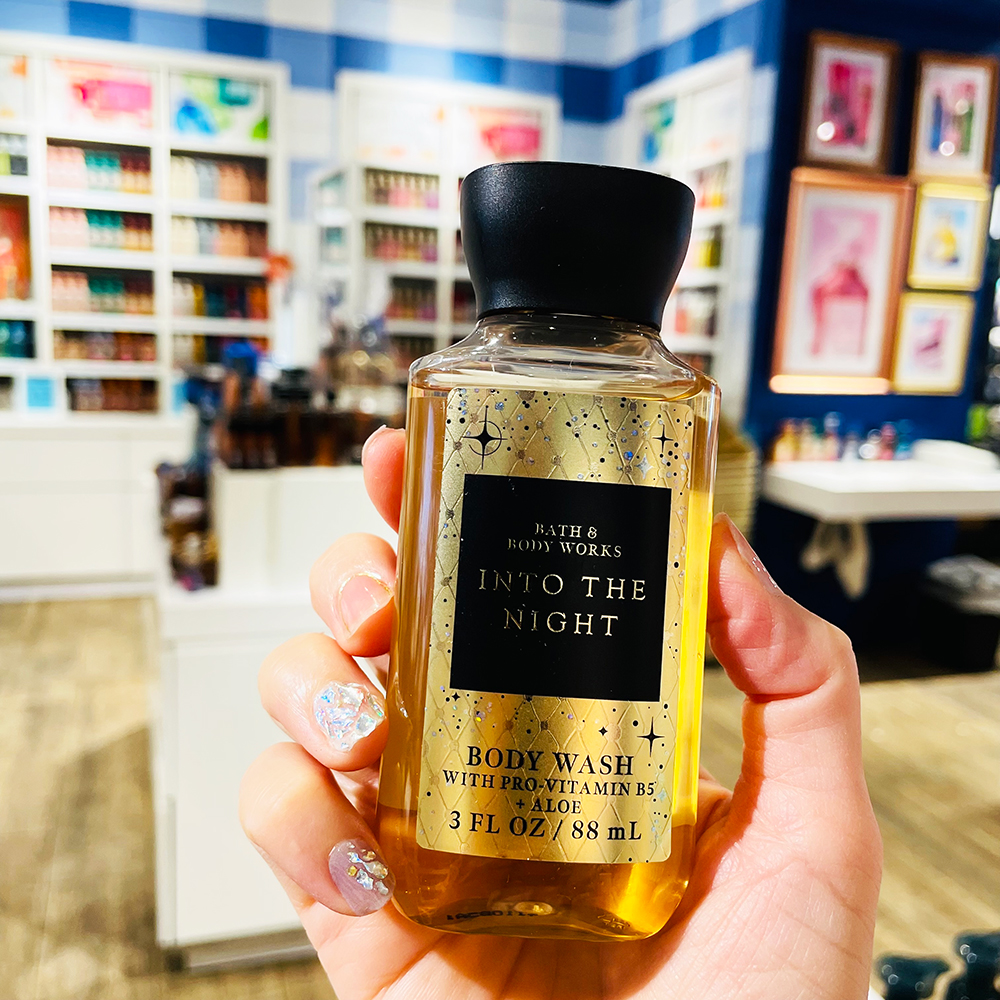 BATH &
BODY WORKS
INTO THE
NIGHT
BODY WASH
WITH PRO-VITAMIN B5
+ ALOE
3 FL OZ / 88 mL